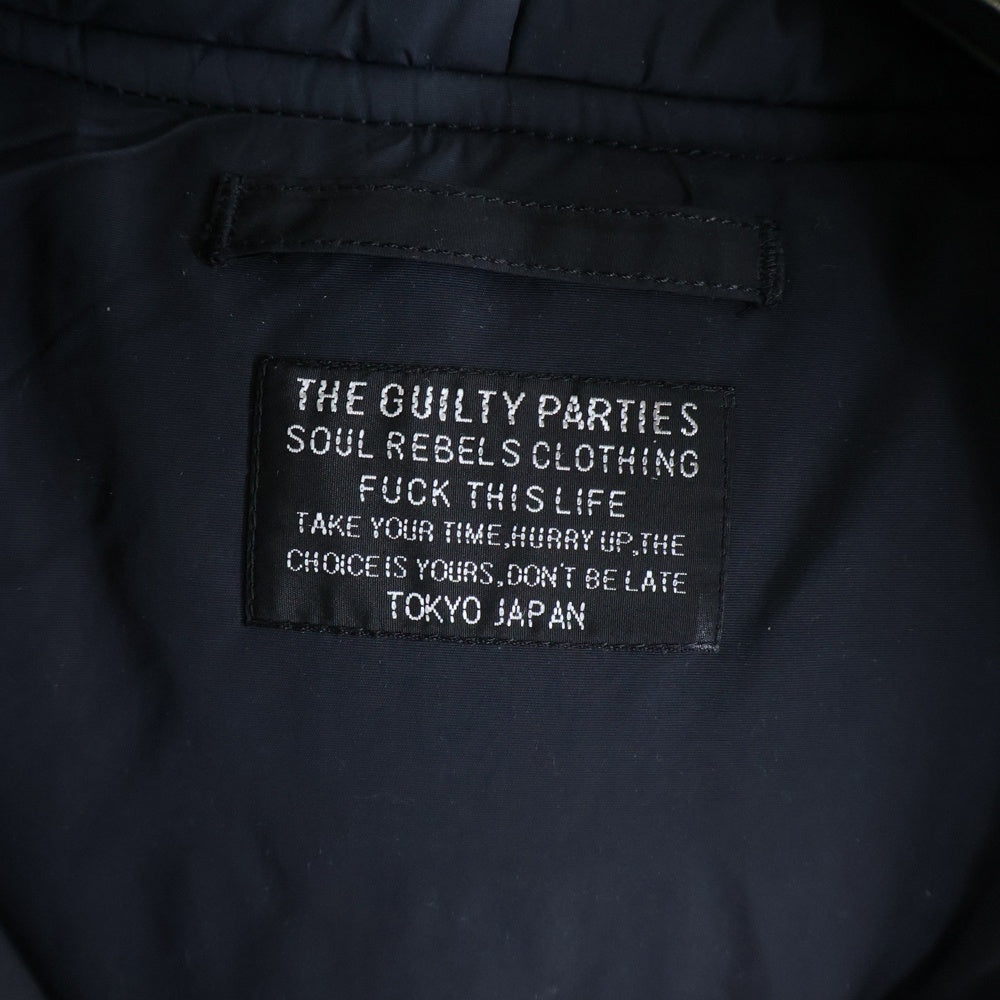 THE GUILTY PARTIES
SOUL REBELS CLOTHING
FUCK THIS LIFE
TAKE YOUR TIME,HURRY UP,THE
CHOICE IS YOURS,DON'T BE LATE
TOKYO JAPAN